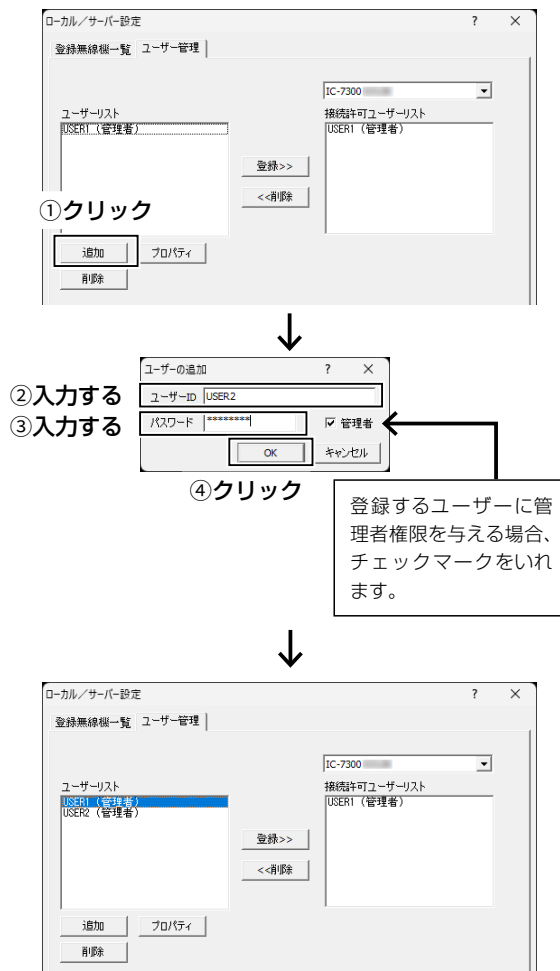 ローカル／サーバー設定 ? ×
登録無線機一覧 ユーザー管理
IC-7300
ユーザーリスト 接続許可ユーザーリスト
USER1 (管理者) USER1 (管理者)
登録>>
<<削除
①クリック
追加 プロパティ
削除
ユーザーの追加 ? ×
②入力する ユーザーID USER2
③入力する パスワード ******** 管理者
OK キャンセル
④クリック
登録するユーザーに管
理者権限を与える場合、
チェックマークをいれ
ます。
ローカル／サーバー設定 ? ×
登録無線機一覧 ユーザー管理
IC-7300
ユーザーリスト 接続許可ユーザーリスト
USER1 (管理者) USER1 (管理者)
USER2 (管理者)
登録>>
<<削除
追加 プロパティ
削除